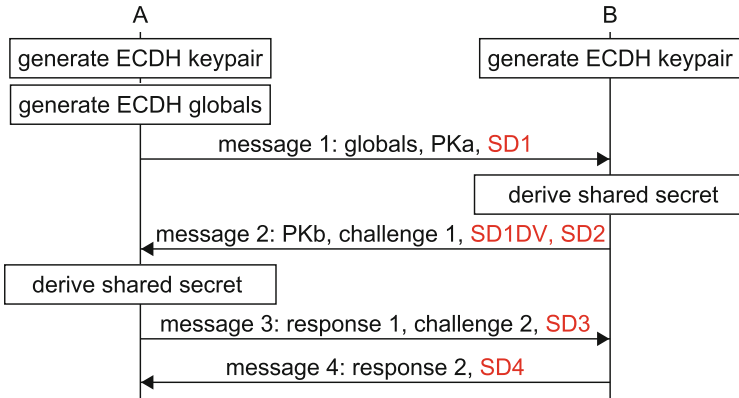 A
B
generate ECDH keypair
generate ECDH keypair
generate ECDH globals
message 1: globals, PKa, SD1
derive shared secret
message 2: PKb, challenge 1, SD1DV, SD2
derive shared secret
message 3: response 1, challenge 2, SD3
message 4: response 2, SD4